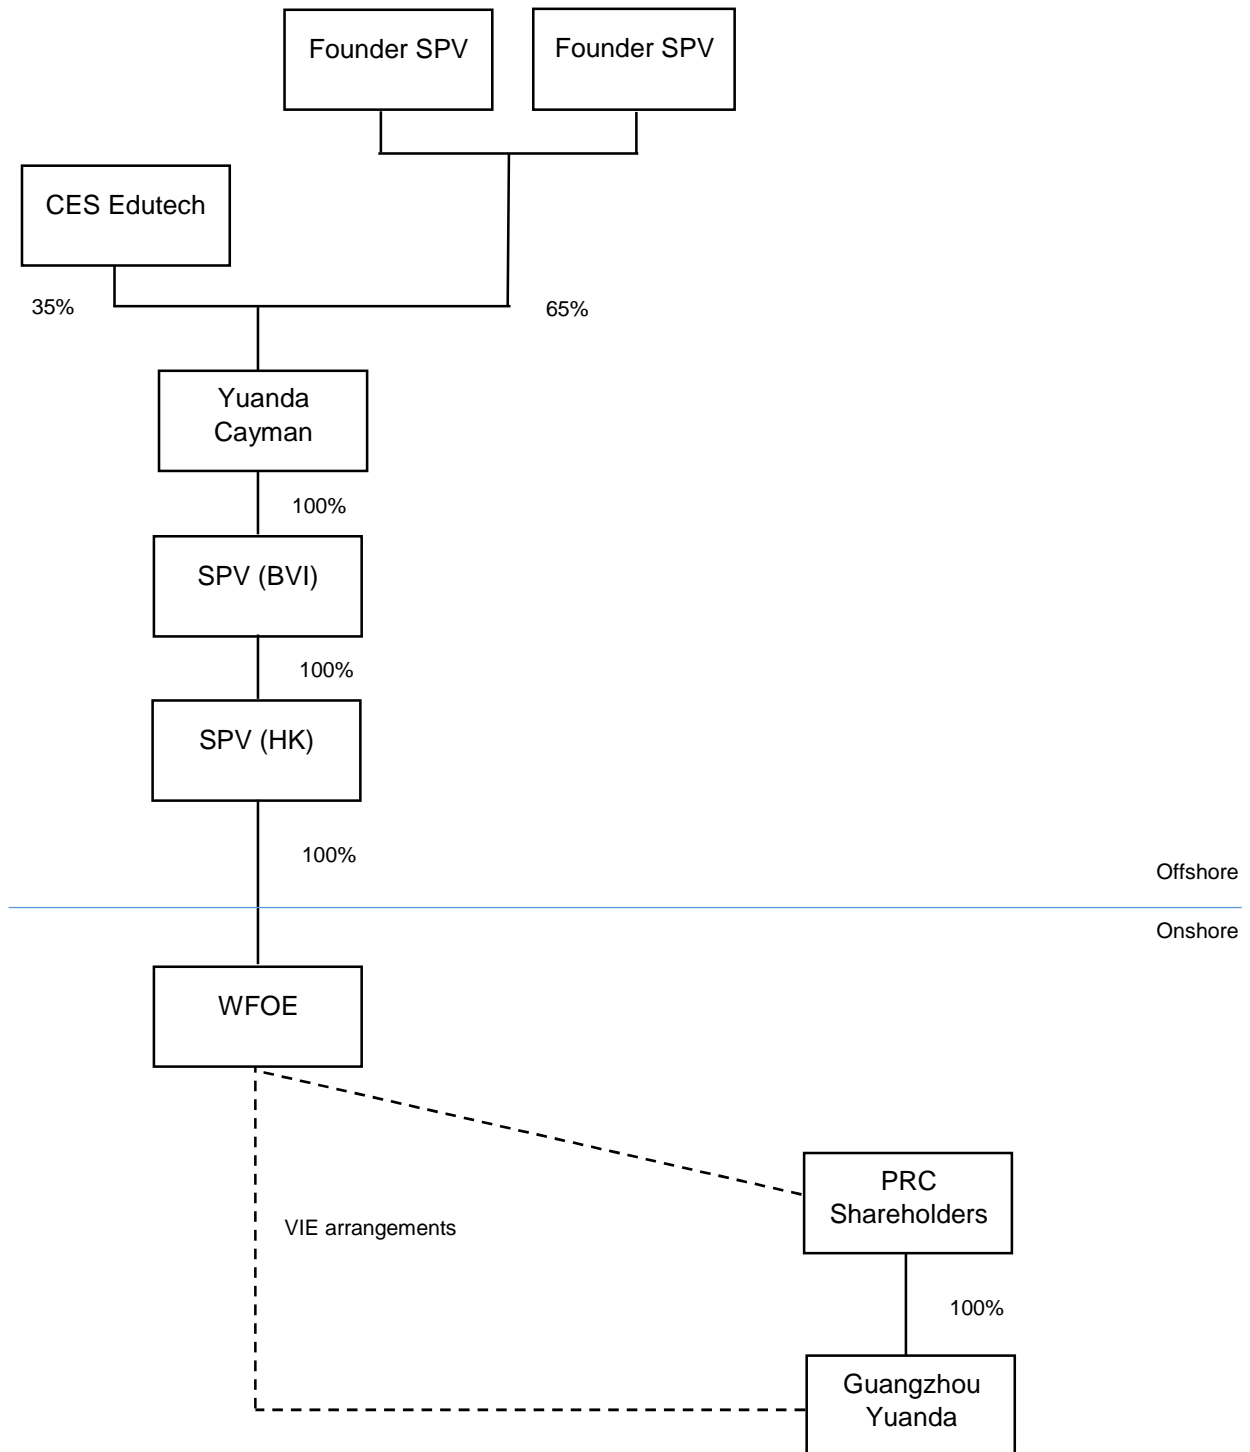 Founder SPV
Founder SPV
CES Edutech
35%
65%
Yuanda
Cayman
100%
SPV (BVI)
100%
SPV (HK)
100%
Offshore
Onshore
WFOE
PRC
Shareholders
VIE arrangements
100%
Guangzhou
Yuanda